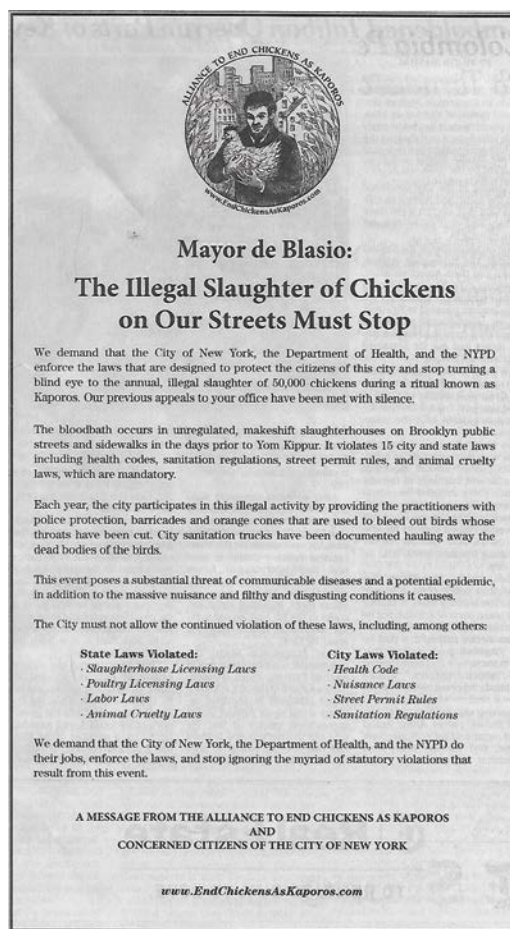 ALLIANCE TO END CHICKENS AS KAPOROS
www.EndChickensAsKaporos.com
Mayor de Blasio:
The Illegal Slaughter of Chickens
on Our Streets Must Stop
We demand that the City of New York, the Department of Health, and the NYPD
enforce the laws that are designed to protect the citizens of this city and stop turning a
blind eye to the annual, illegal slaughter of 50,000 chickens during a ritual known as
Kaporos. Our previous appeals to your office have been met with silence.
The bloodbath occurs in unregulated, makeshift slaughterhouses on Brooklyn public
streets and sidewalks in the days prior to Yom Kippur. It violates 15 city and state laws
including health codes, sanitation regulations, street permit rules, and animal cruelty
laws, which are mandatory.
Each year, the city participates in this illegal activity by providing the practitioners with
police protection, barricades and orange cones that are used to bleed out birds whose
throats have been cut. City sanitation trucks have been documented hauling away the
dead bodies of the birds.
This event poses a substantial threat of communicable diseases and a potential epidemic,
in addition to the massive nuisance and filthy and disgusting conditions it causes.
The City must not allow the continued violation of these laws, including, among others:
State Laws Violated:
· Slaughterhouse Licensing Laws
· Poultry Licensing Laws
· Labor Laws
· Animal Cruelty Laws
City Laws Violated:
· Health Code
· Nuisance Laws
· Street Permit Rules
· Sanitation Regulations
We demand that the City of New York, the Department of Health, and the NYPD do
their jobs, enforce the laws, and stop ignoring the myriad of statutory violations that
result from this event.
A MESSAGE FROM THE ALLIANCE TO END CHICKENS AS KAPOROS
AND
CONCERNED CITIZENS OF THE CITY OF NEW YORK
www.EndChickensAsKaporos.com